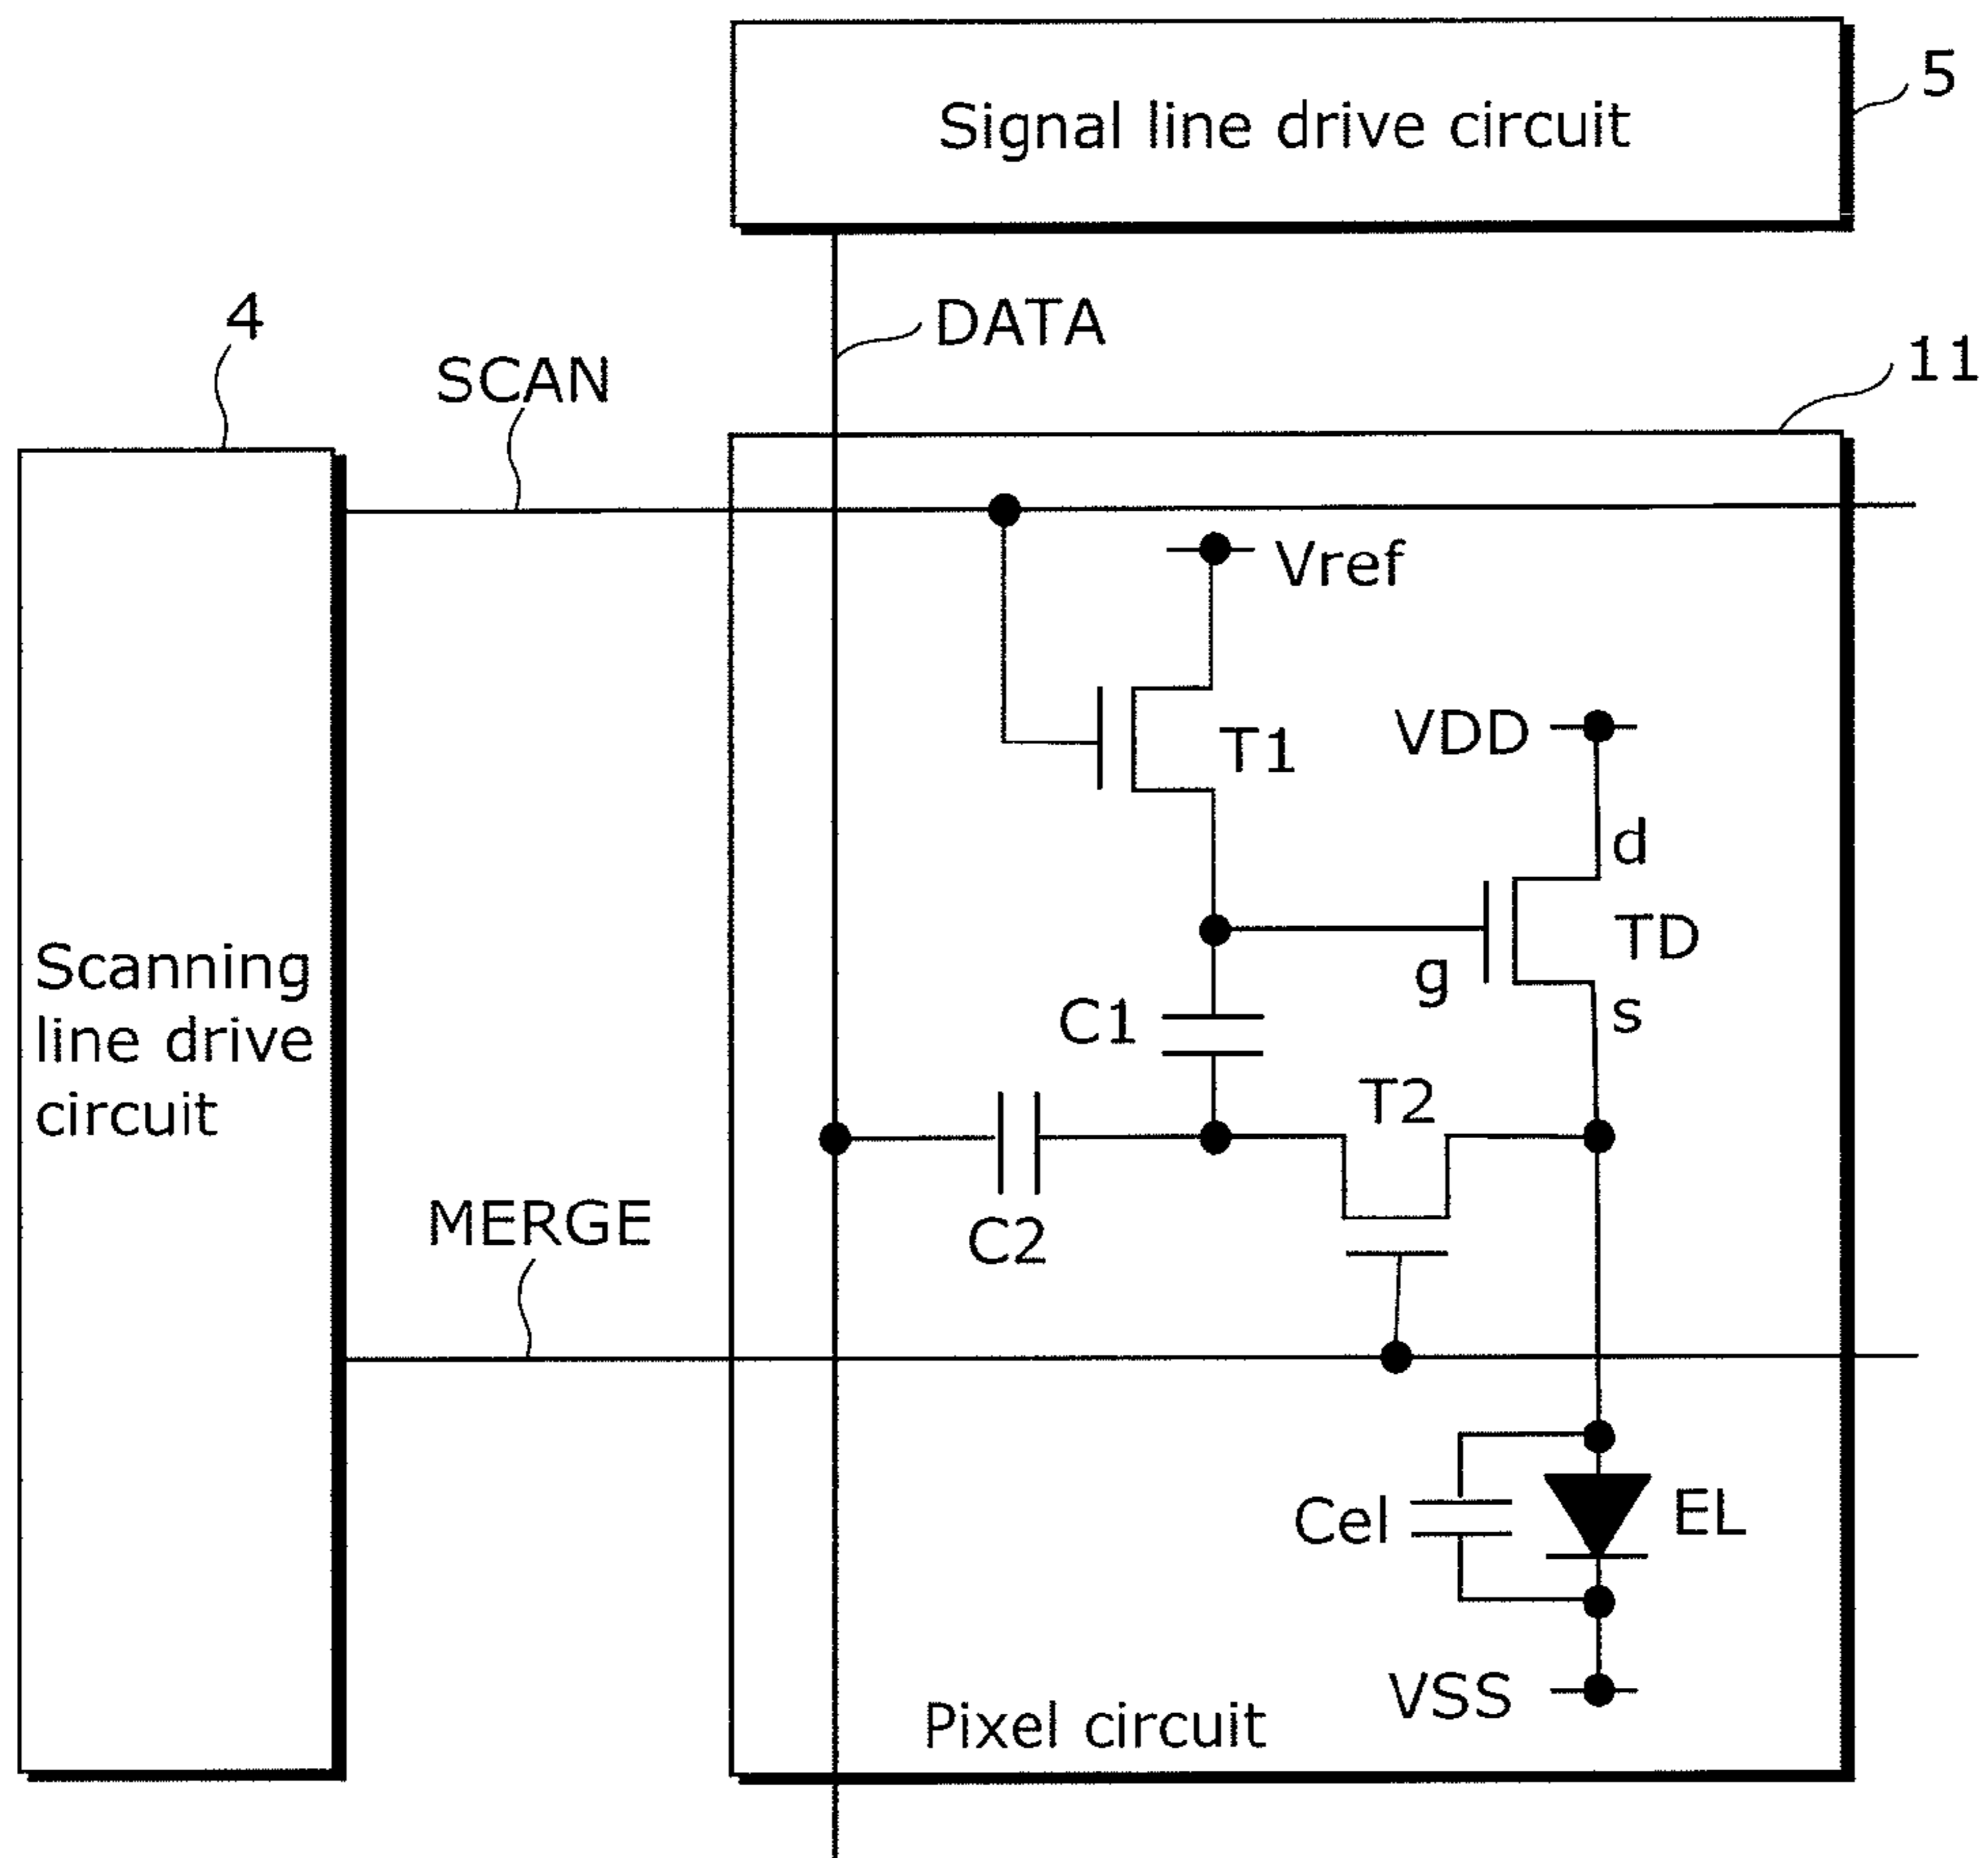 Signal line drive circuit
5
DATA
4
SCAN
11
Vref
T1
VDD
d
TD
g
s
C1
T2
Scanning
line drive
circuit
C2
MERGE
Cel
EL
VSS
Pixel circuit